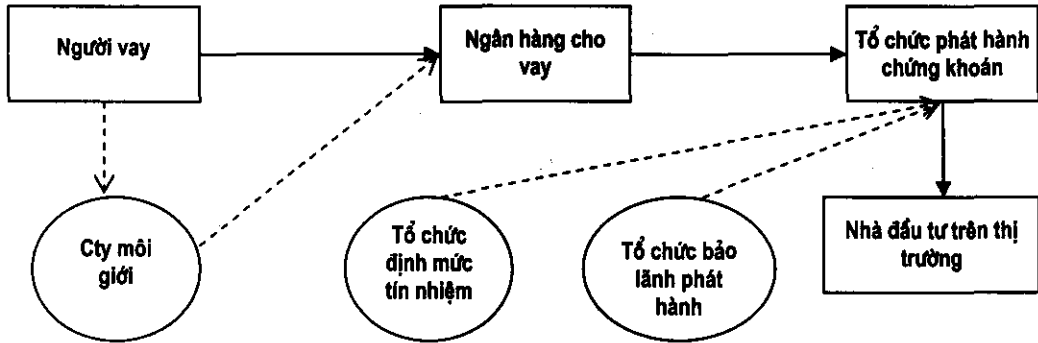 Người vay
Ngân hàng cho
vay
Tổ chức phát hành
chứng khoán
Cty môi
giới
Tổ chức
định mức
tín nhiệm
Tổ chức bảo
lãnh phát
hành
Nhà đầu tư trên thị
trường